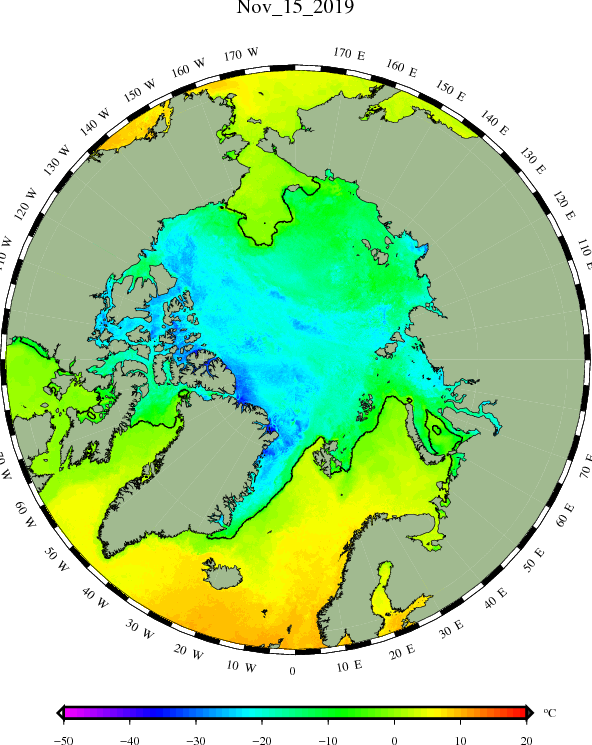 Nov_15_2019
170 W
170 E
160 W
160 E
150 W
150 E
140 W
140 E
130 W
130 E
120 W
120 E
110 E
60 W
70 E
50 W
60 E
40 W
50 E
30 W
40 E
20 W
30 E
10 W
0
10 E
20 E
°C
−50 −40 −30 −20 −10 0 10 20